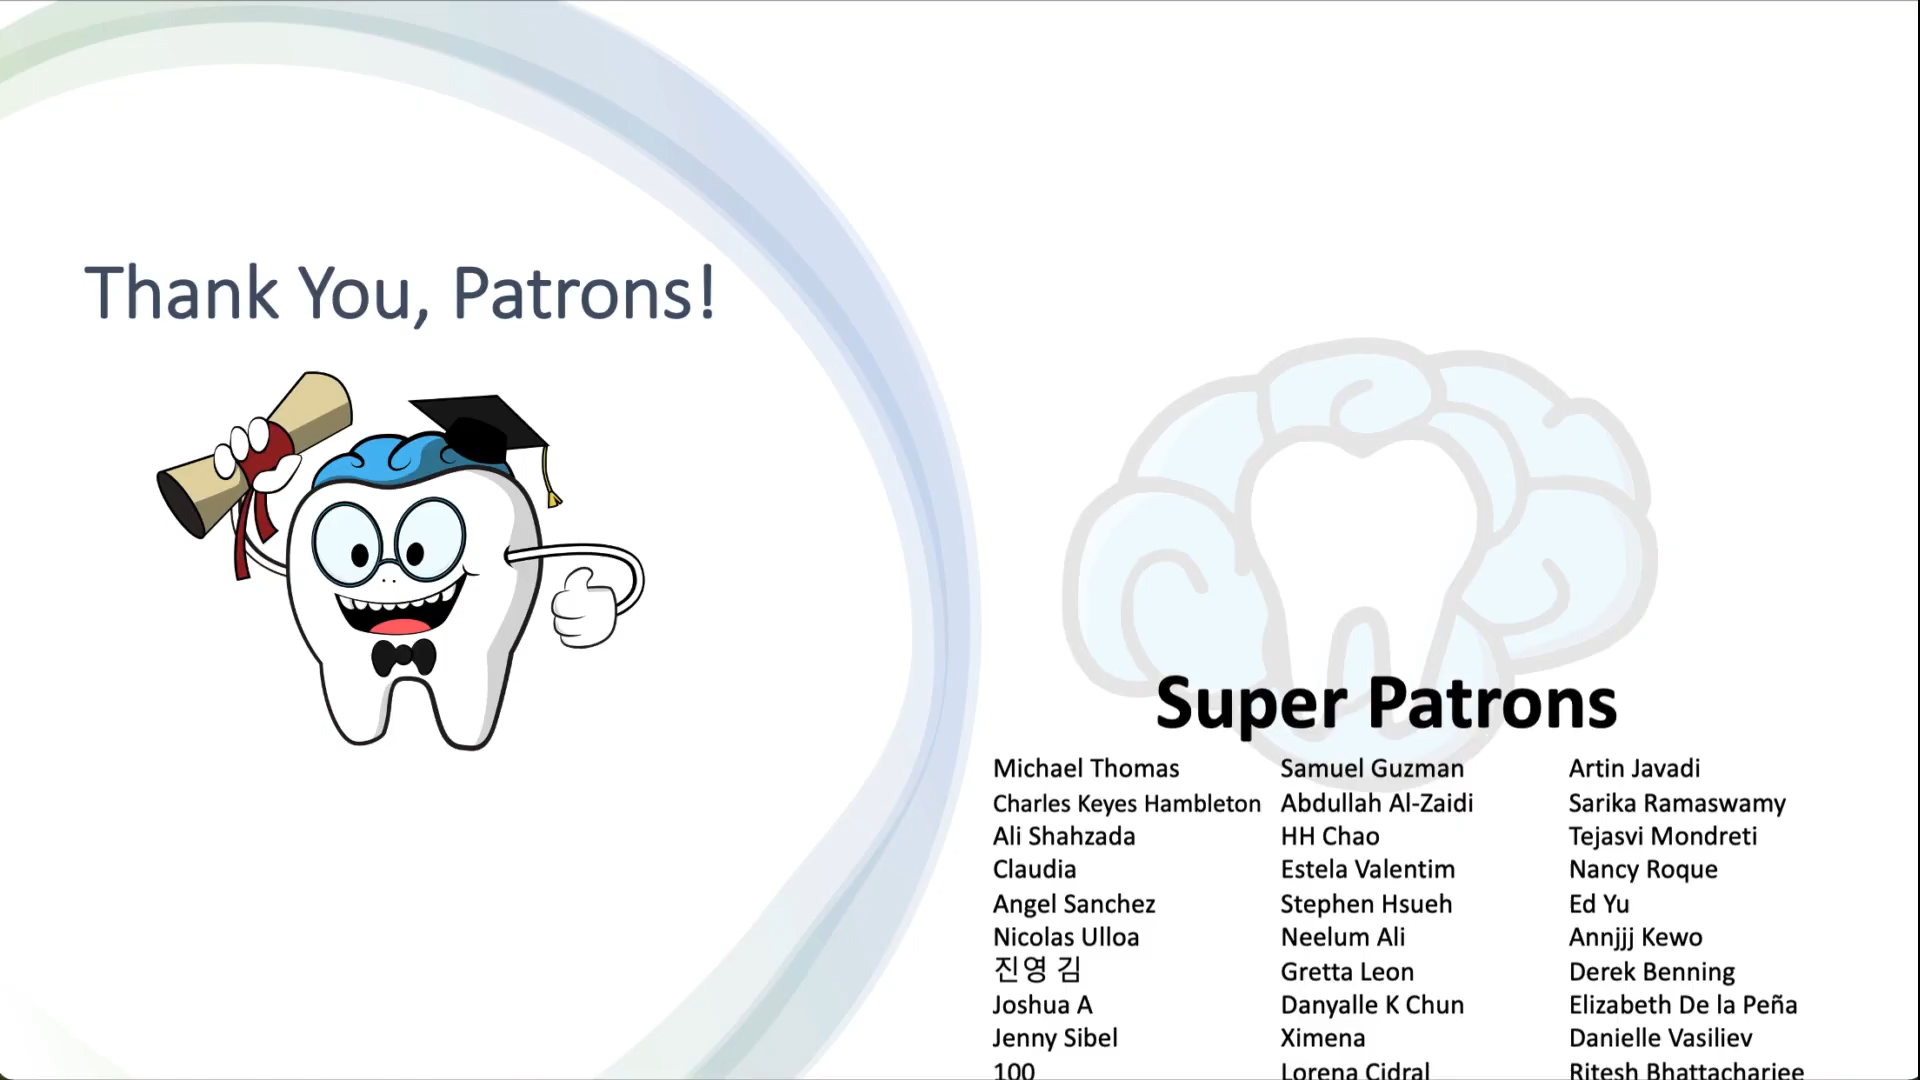 Thank You, Patrons!
Super Patrons
Michael Thomas Samuel Guzman Artin Javadi
Charles Keyes Hambleton Abdullah Al-Zaidi Sarika Ramaswamy
Ali Shahzada HH Chao Tejasvi Mondreti
Claudia Estela Valentim Nancy Roque
Angel Sanchez Stephen Hsueh Ed Yu
Nicolas Ulloa Neelum Ali Annjjj Kewo
진영 김 Gretta Leon Derek Benning
Joshua A Danyalle K Chun Elizabeth De la Peña
Jenny Sibel Ximena Danielle Vasiliev
100 Lorena Cidral Ritesh Bhattacharjee